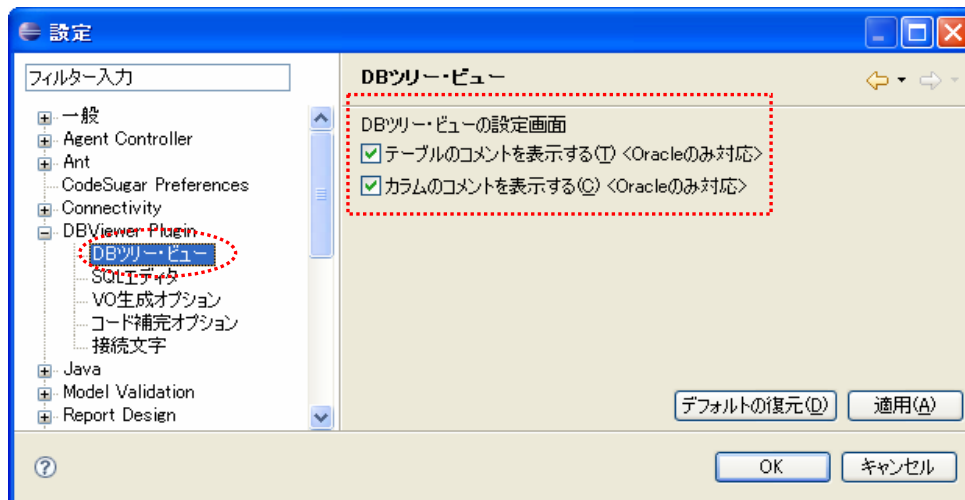 設定
フィルター入力
一般
Agent Controller
Ant
CodeSugar Preferences
Connectivity
DBViewer Plugin
DBツリー・ビュー
SQLエディタ
VO生成オプション
コード補完オプション
接続文字
Java
Model Validation
Report Design
DBツリー・ビュー
DBツリー・ビューの設定画面
テーブルのコメントを表示する(T) <Oracleのみ対応>
カラムのコメントを表示する(C) <Oracleのみ対応>
デフォルトの復元(D)
適用(A)
?
OK
キャンセル